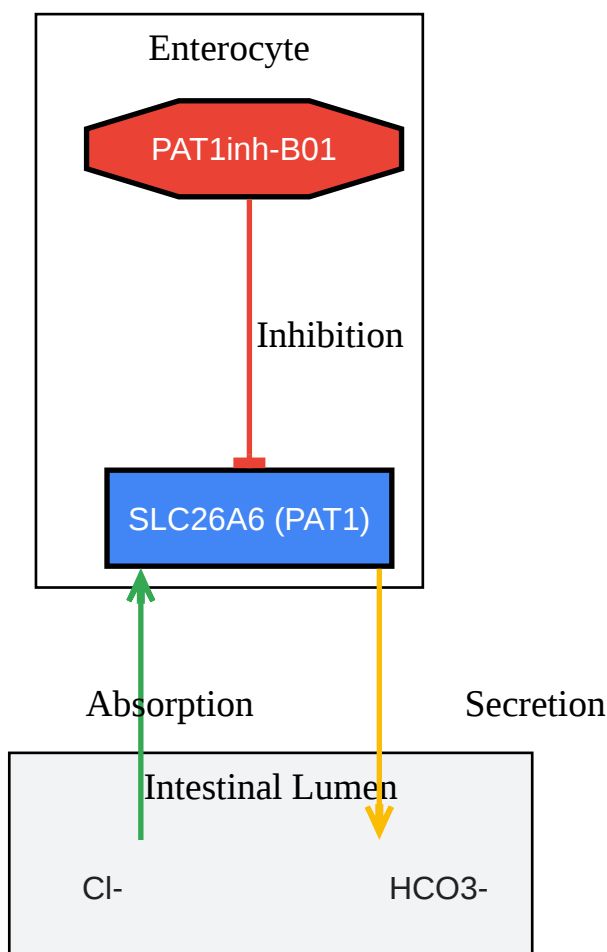 Enterocyte
PAT1inh-B01
Inhibition
SLC26A6 (PAT1)
Absorption
Secretion
Intestinal Lumen
Cl-
HCO3-